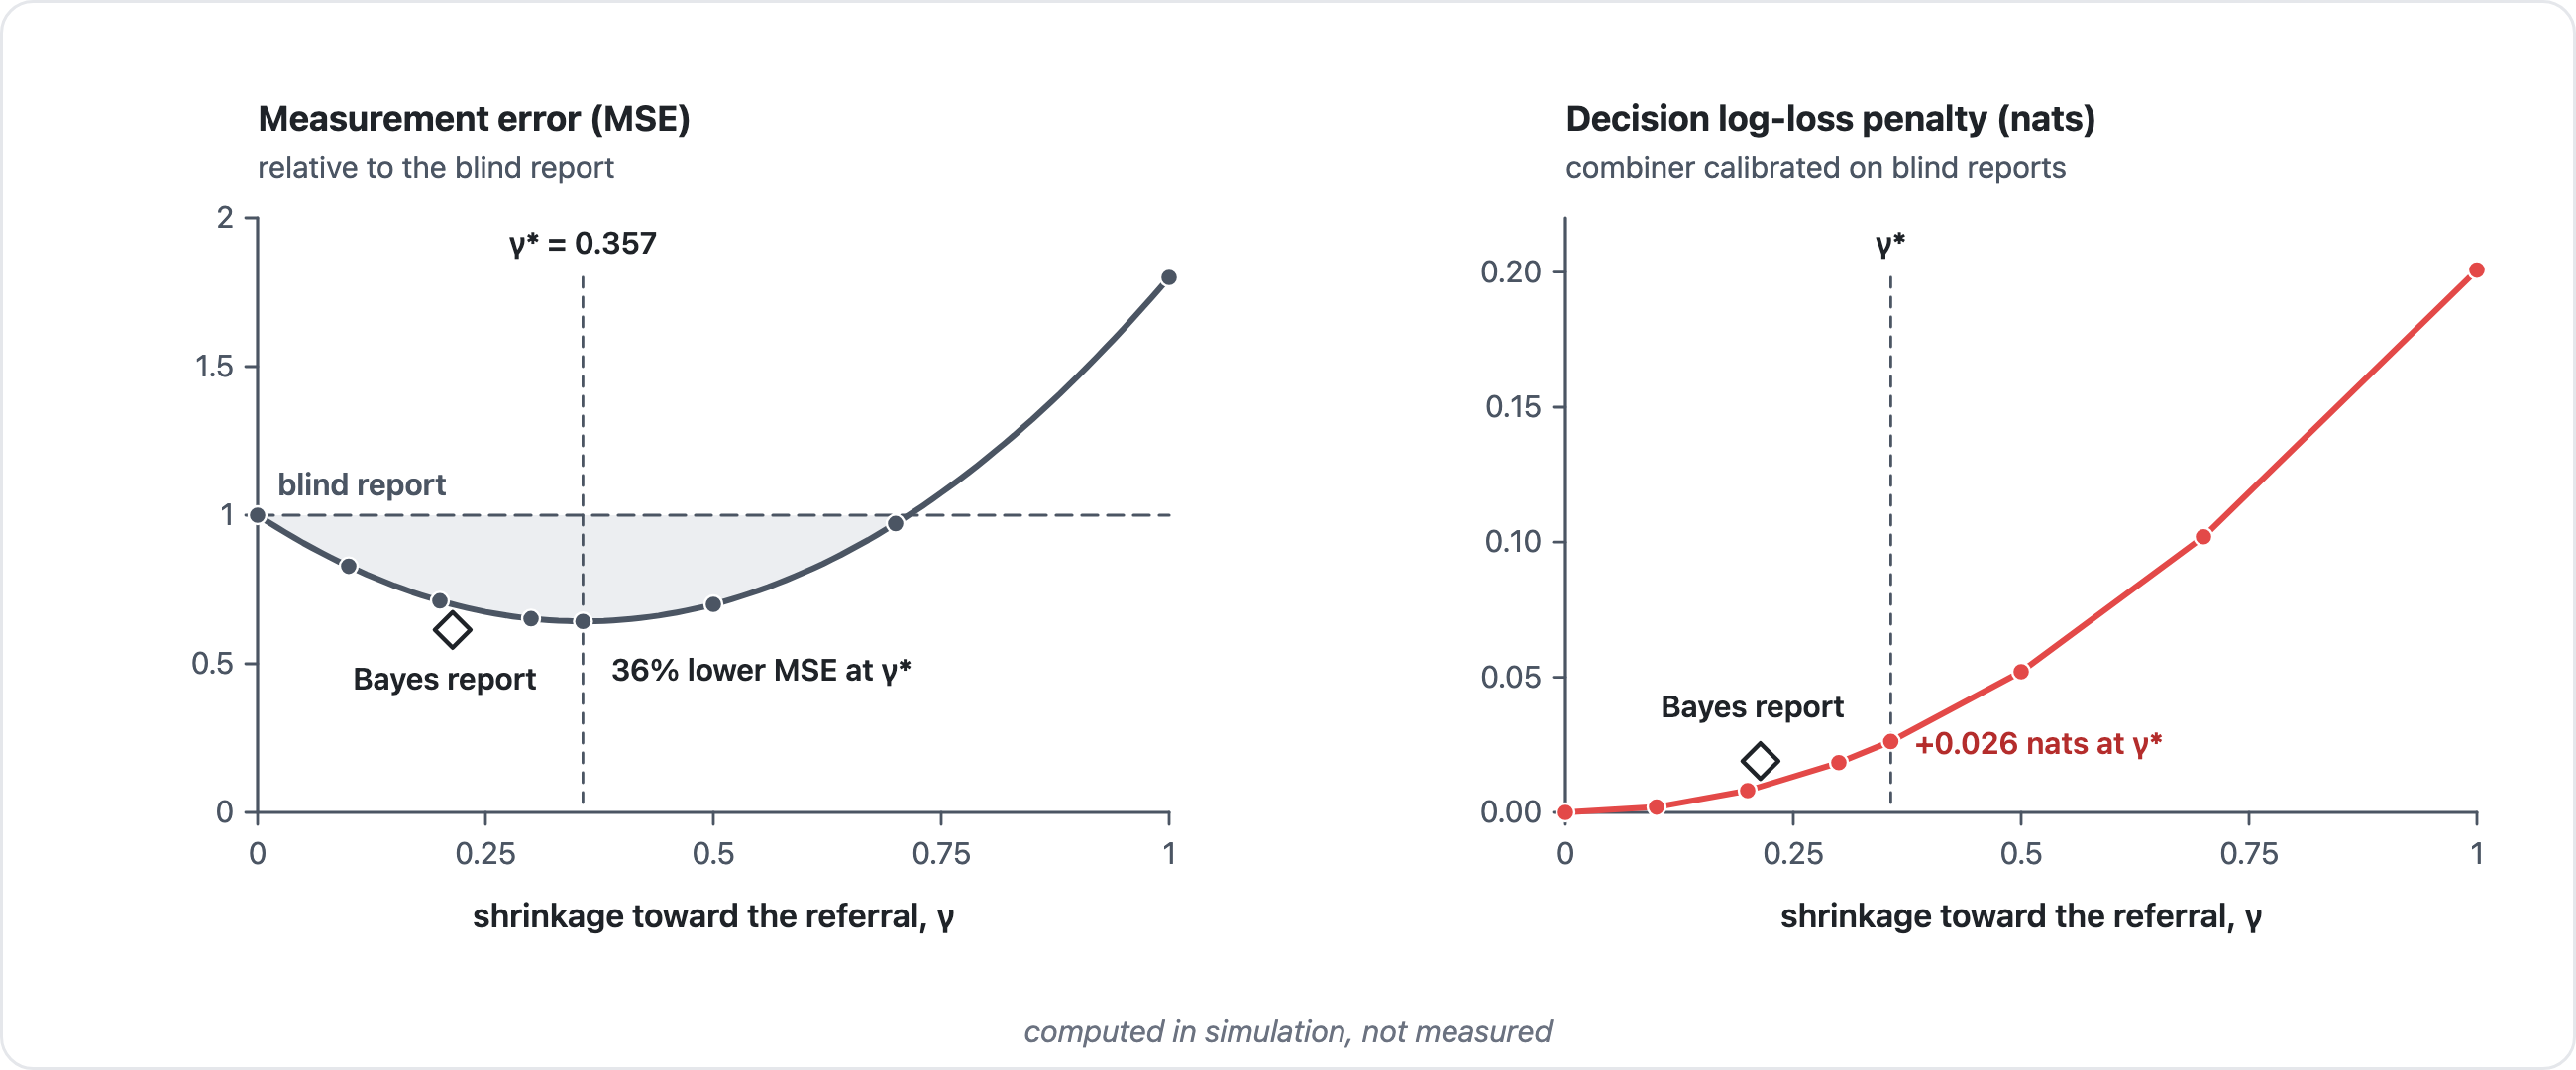 Measurement error (MSE)
relative to the blind report
2
1.5
1
0.5
0
γ* = 0.357
blind report
Bayes report
36% lower MSE at γ*
0
0.25
0.5
0.75
1
shrinkage toward the referral, γ
Decision log-loss penalty (nats)
combiner calibrated on blind reports
0.20
0.15
0.10
0.05
0.00
γ*
Bayes report
+0.026 nats at γ*
0
0.25
0.5
0.75
1
shrinkage toward the referral, γ
computed in simulation, not measured